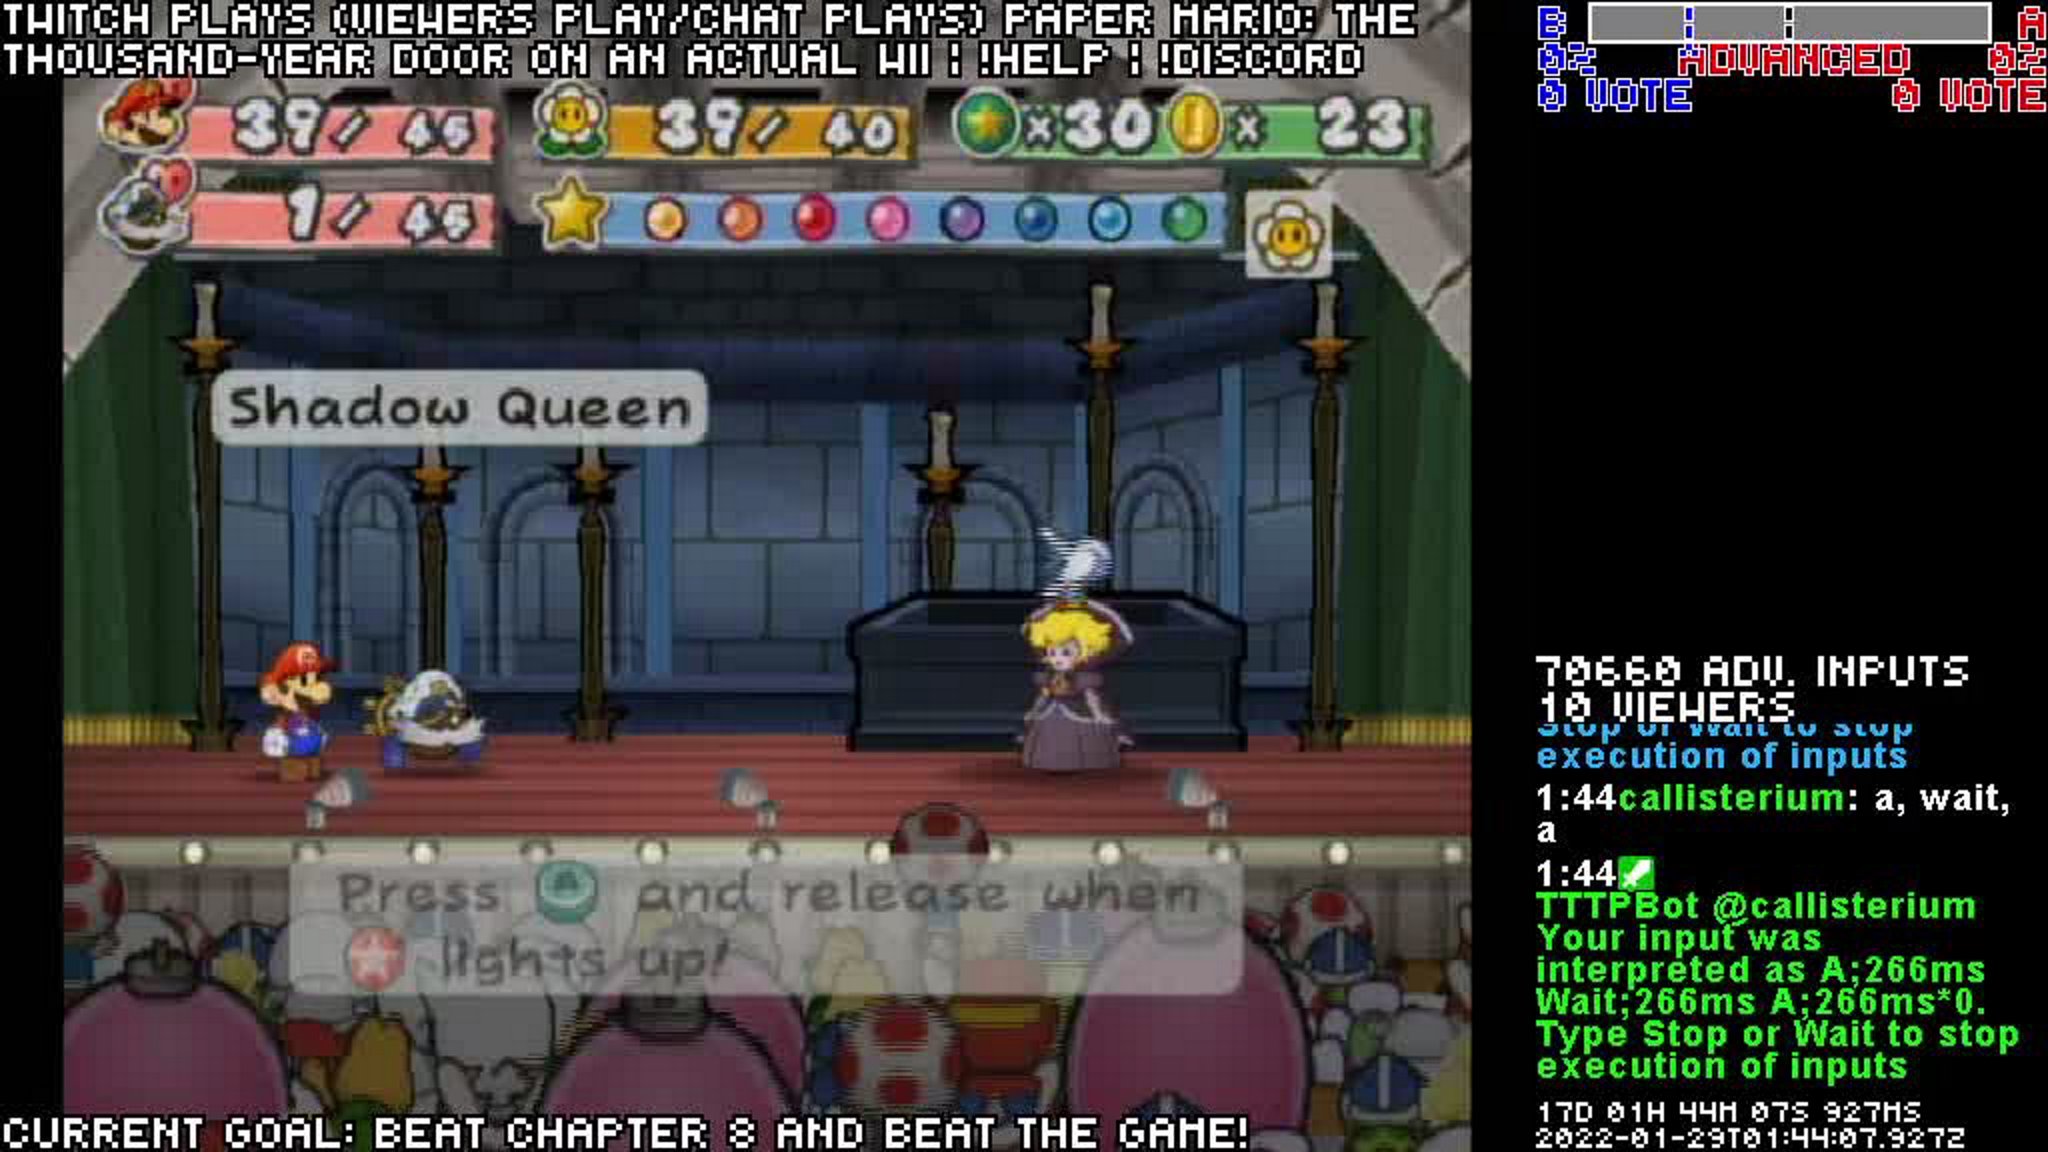 TWITCH PLAYS (VIEWERS PLAY/CHAT PLAYS) PAPER MARIO: THE
THOUSAND-YEAR DOOR ON AN ACTUAL WII ¦ !HELP ¦ !DISCORD
B A
0% ADVANCED 0%
0 VOTE 0 VOTE
39/ 45 39/ 40 ×30 × 23
1/ 45
Shadow Queen
Press A and release when
lights up!
70660 ADV. INPUTS
10 VIEWERS
Stop or Wait to stop
execution of inputs
1:44callisterium: a, wait,
a
1:44
TTTPBot @callisterium
Your input was
interpreted as A;266ms
Wait;266ms A;266ms*0.
Type Stop or Wait to stop
execution of inputs
17D 01H 44M 07S 927MS
2022-01-29T01:44:07.927Z
CURRENT GOAL: BEAT CHAPTER 8 AND BEAT THE GAME!